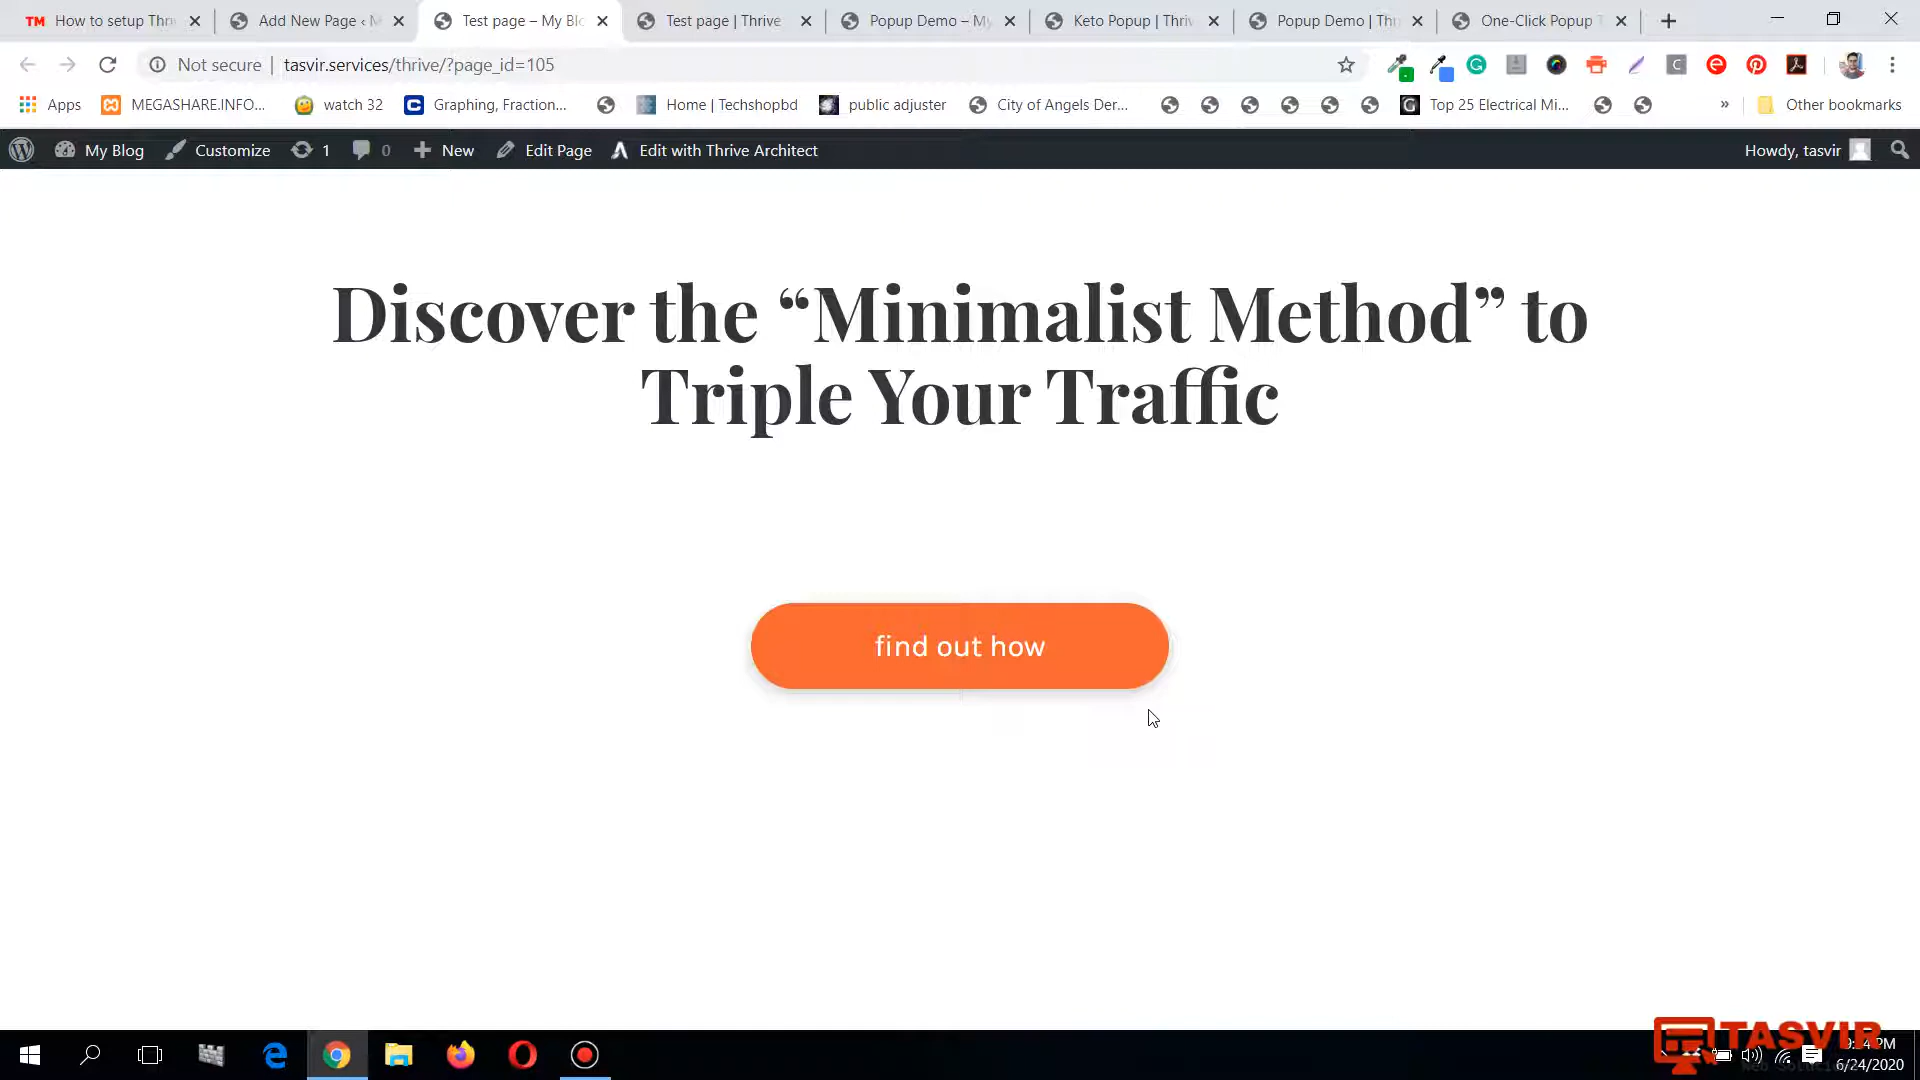 TM How to setup Thri
Add New Page ‹ M
Test page – My Bl
Test page | Thrive
Popup Demo – My
Keto Popup | Thriv
Popup Demo | Thr
One-Click Popup T
Not secure | tasvir.services/thrive/?page_id=105
Apps
MEGASHARE.INFO...
watch 32
Graphing, Fraction...
Home | Techshopbd
public adjuster
City of Angels Der...
Top 25 Electrical Mi...
»
Other bookmarks
My Blog
Customize
1
0
New
Edit Page
Edit with Thrive Architect
Howdy, tasvir
Discover the “Minimalist Method” to
Triple Your Traffic
find out how
TASVIR
PM
6/24/2020